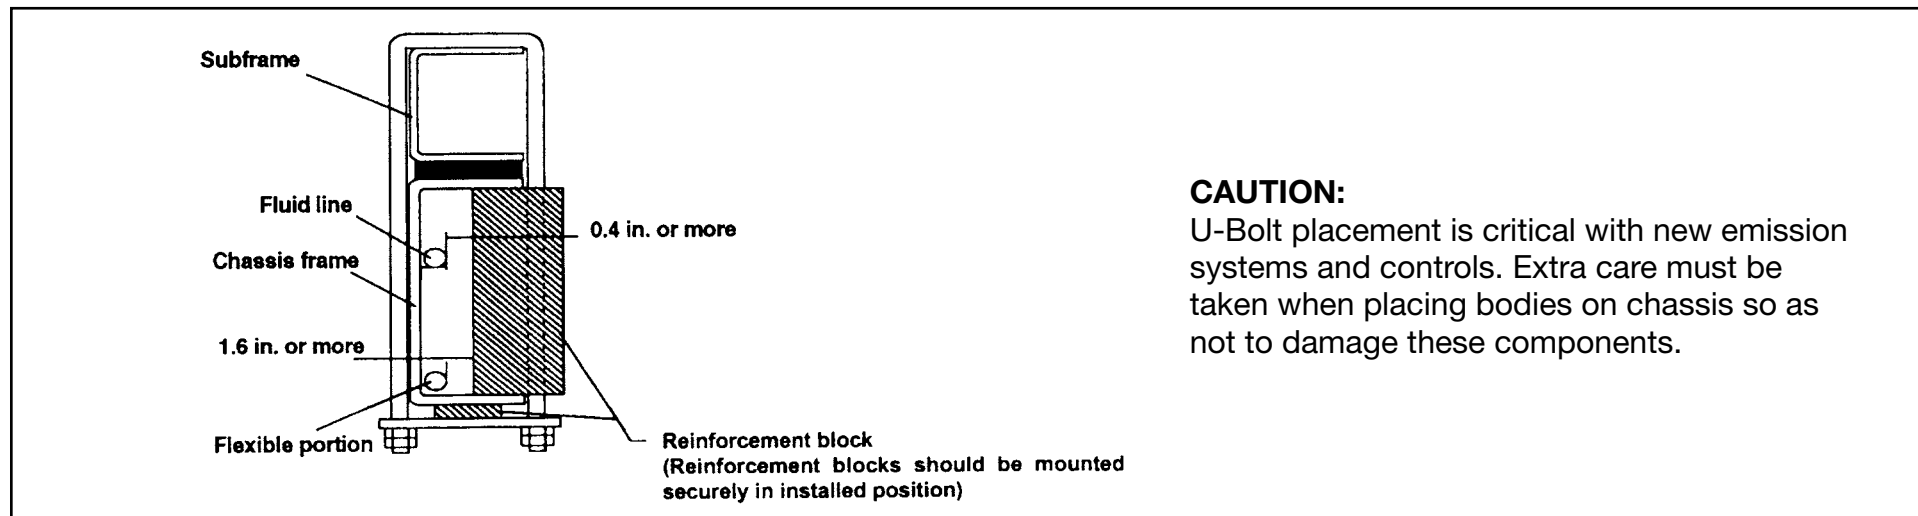 Subframe
Fluid line
0.4 in. or more
Chassis frame
1.6 in. or more
Flexible portion
Reinforcement block
(Reinforcement blocks should be mounted
securely in installed position)
CAUTION:
U-Bolt placement is critical with new emission
systems and controls. Extra care must be
taken when placing bodies on chassis so as
not to damage these components.